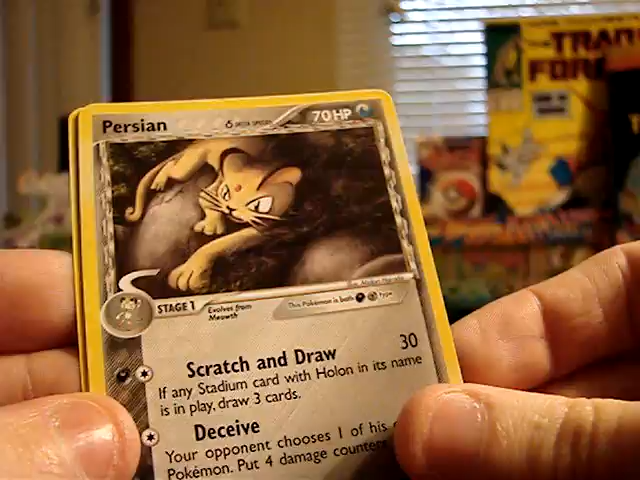 Persian
δ DELTA SPECIES
70 HP
STAGE 1
Evolves from
Meowth
This Pokémon is both
type
Scratch and Draw 30
If any Stadium card with Holon in its name
is in play, draw 3 cards.
Deceive
Your opponent chooses 1 of his
Pokémon. Put 4 damage counters
TRAN
FOR